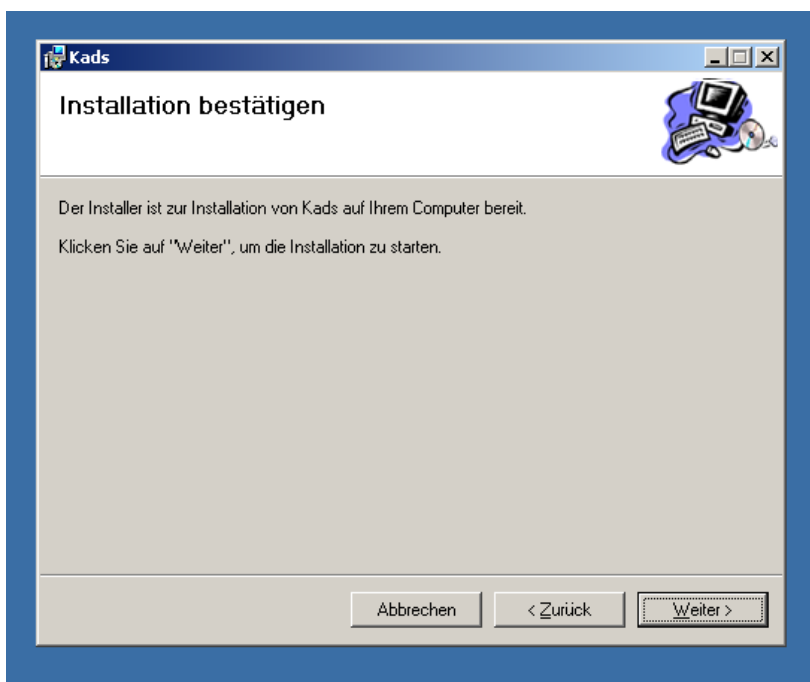 Kads
Installation bestätigen
Der Installer ist zur Installation von Kads auf Ihrem Computer bereit.
Klicken Sie auf "Weiter", um die Installation zu starten.
Abbrechen
< Zurück
Weiter >